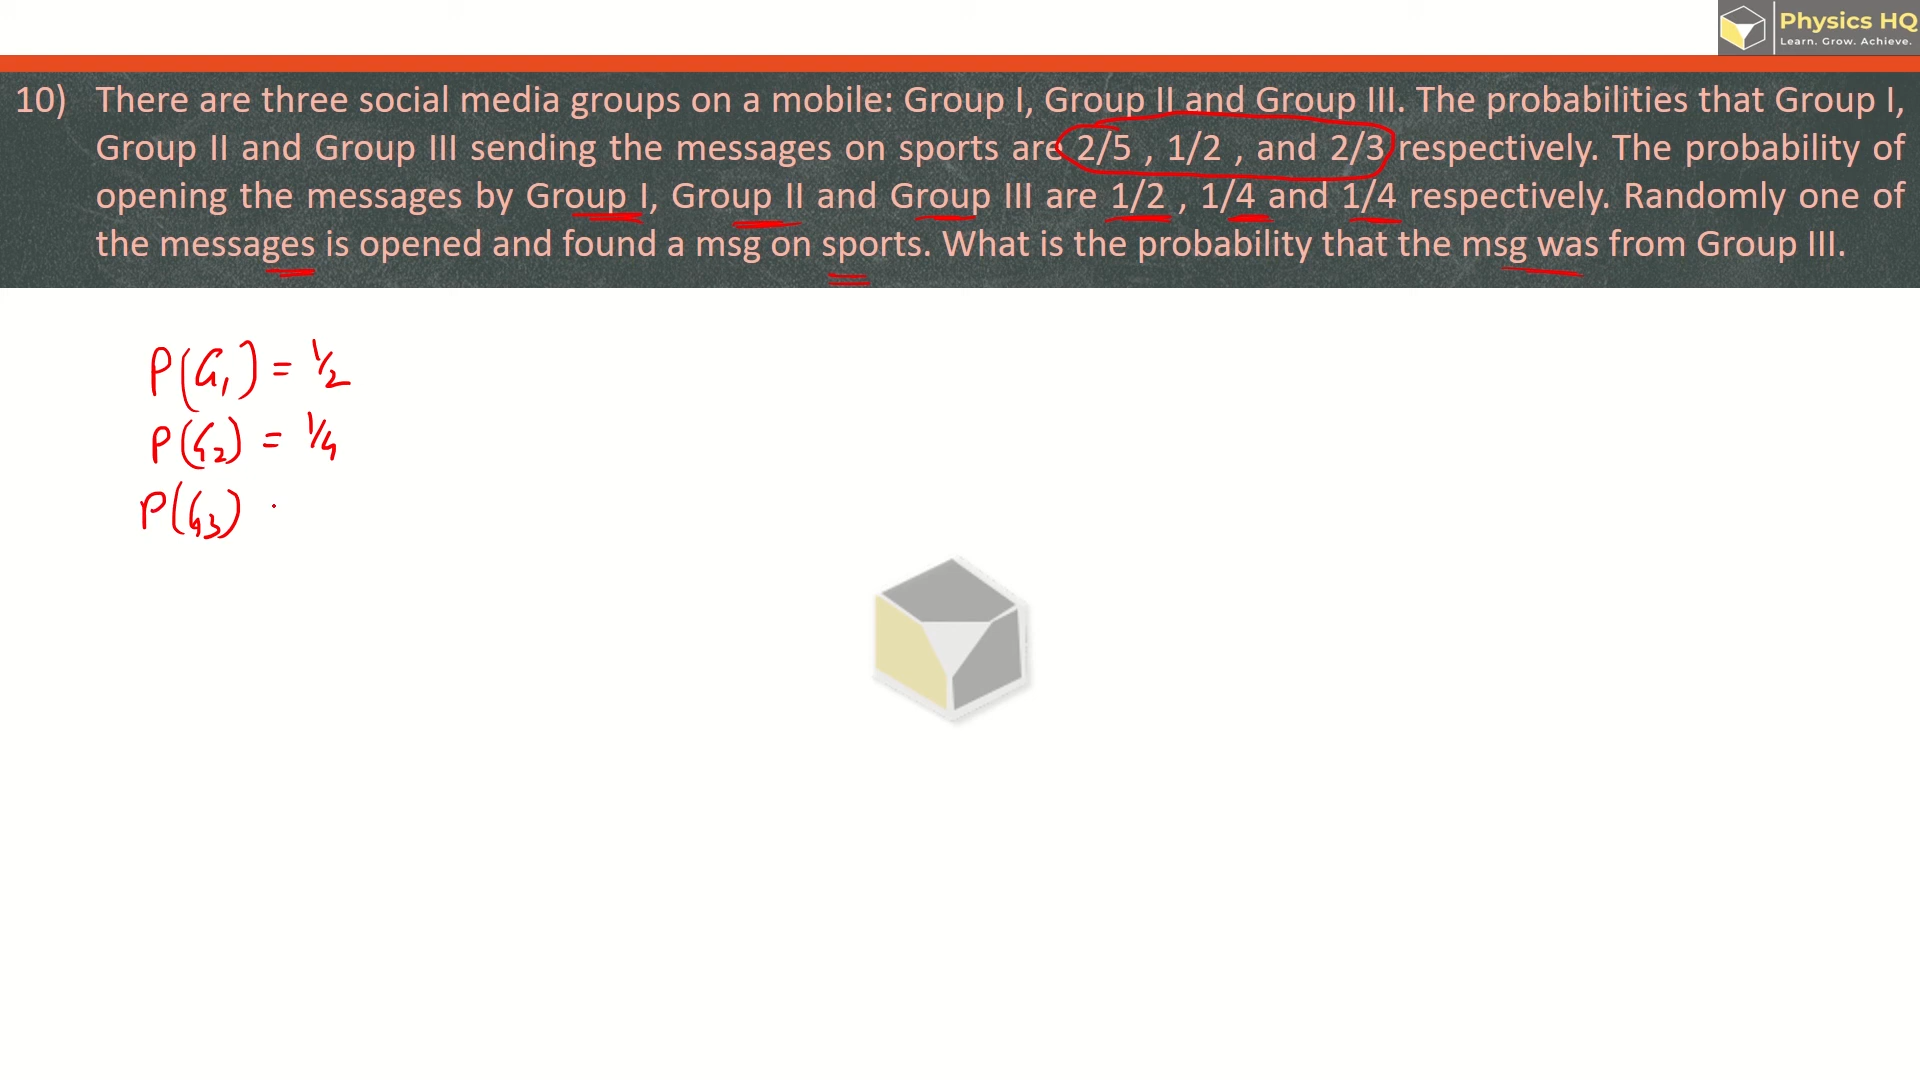 Physics HQ
Learn. Grow. Achieve.
10) There are three social media groups on a mobile: Group I, Group II and Group III. The probabilities that Group I,
Group II and Group III sending the messages on sports are 2/5 , 1/2 , and 2/3 respectively. The probability of
opening the messages by Group I, Group II and Group III are 1/2 , 1/4 and 1/4 respectively. Randomly one of
the messages is opened and found a msg on sports. What is the probability that the msg was from Group III.
P(G₁) = 1/2
P(G₂) = 1/4
P(G₃)